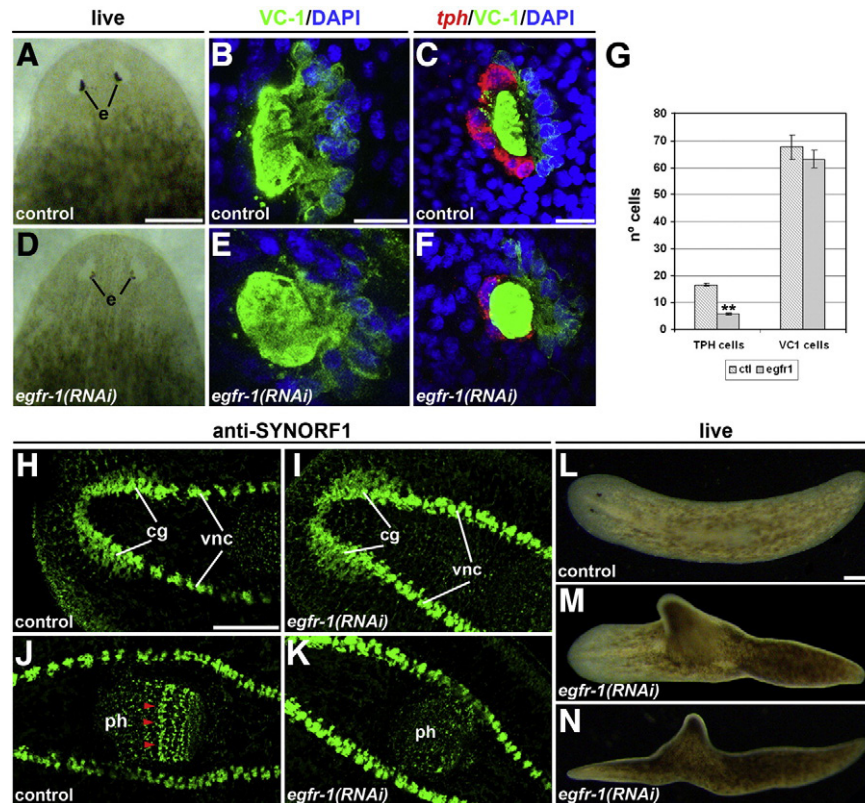 live
VC-1/DAPI
tph/VC-1/DAPI
A
e
control
B
control
C
control
G
80
70
60
50
40
30
20
10
0
nº cells
**
TPH cells
VC1 cells
ctl
egfr1
D
e
egfr-1(RNAi)
E
egfr-1(RNAi)
F
egfr-1(RNAi)
anti-SYNORF1
live
H
cg
vnc
control
I
cg
vnc
egfr-1(RNAi)
L
control
M
egfr-1(RNAi)
J
ph
control
K
ph
egfr-1(RNAi)
N
egfr-1(RNAi)